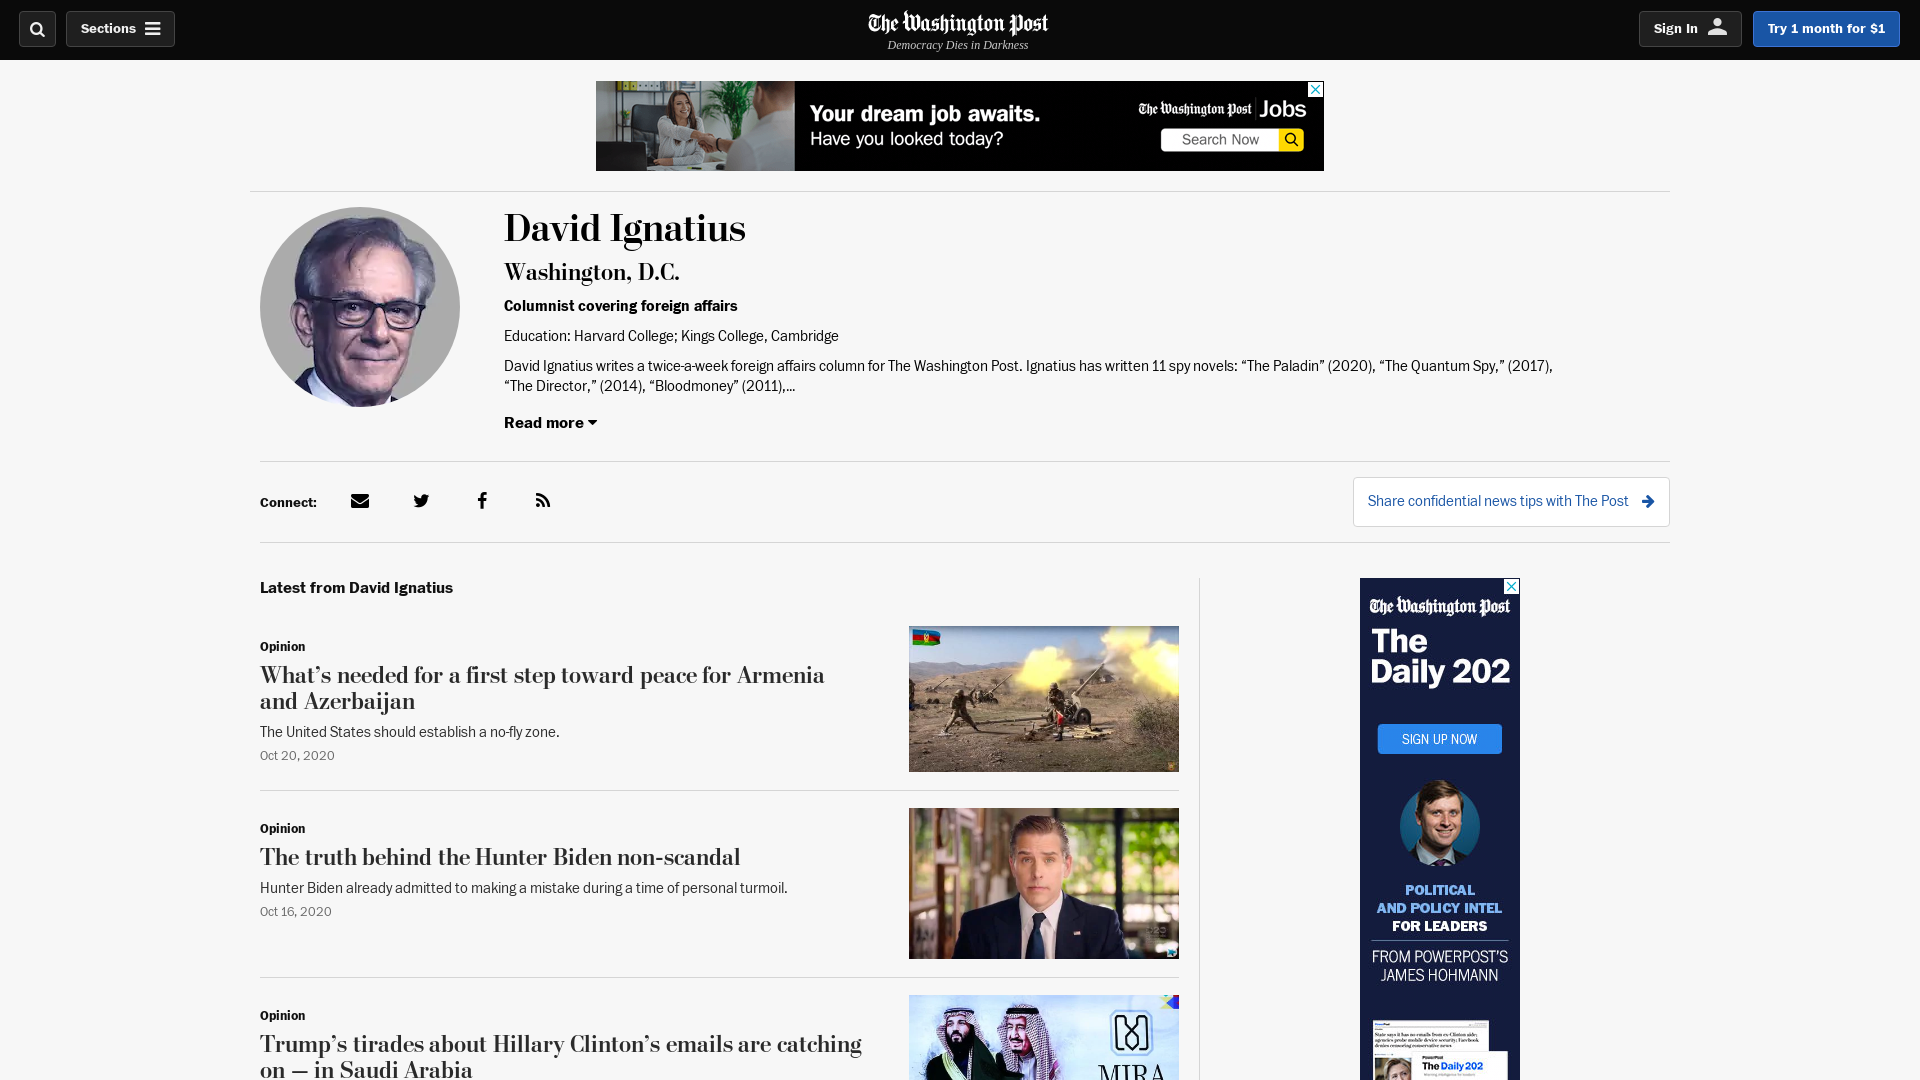 Sections
The Washington Post
Democracy Dies in Darkness
Sign In
Try 1 month for $1
Your dream job awaits.
Have you looked today?
The Washington Post Jobs
Search Now
David Ignatius
Washington, D.C.
Columnist covering foreign affairs
Education: Harvard College; Kings College, Cambridge
David Ignatius writes a twice-a-week foreign affairs column for The Washington Post. Ignatius has written 11 spy novels: “The Paladin” (2020), “The Quantum Spy,” (2017),
“The Director,” (2014), “Bloodmoney” (2011),...
Read more
Connect:
Share confidential news tips with The Post
Latest from David Ignatius
Opinion
What’s needed for a first step toward peace for Armenia
and Azerbaijan
The United States should establish a no-fly zone.
Oct 20, 2020
Opinion
The truth behind the Hunter Biden non-scandal
Hunter Biden already admitted to making a mistake during a time of personal turmoil.
Oct 16, 2020
Opinion
Trump’s tirades about Hillary Clinton’s emails are catching
on — in Saudi Arabia
MIRA
The Washington Post
The
Daily 202
SIGN UP NOW
POLITICAL
AND POLICY INTEL
FOR LEADERS
FROM POWERPOST’S
JAMES HOHMANN
PowerPost
The Daily 202